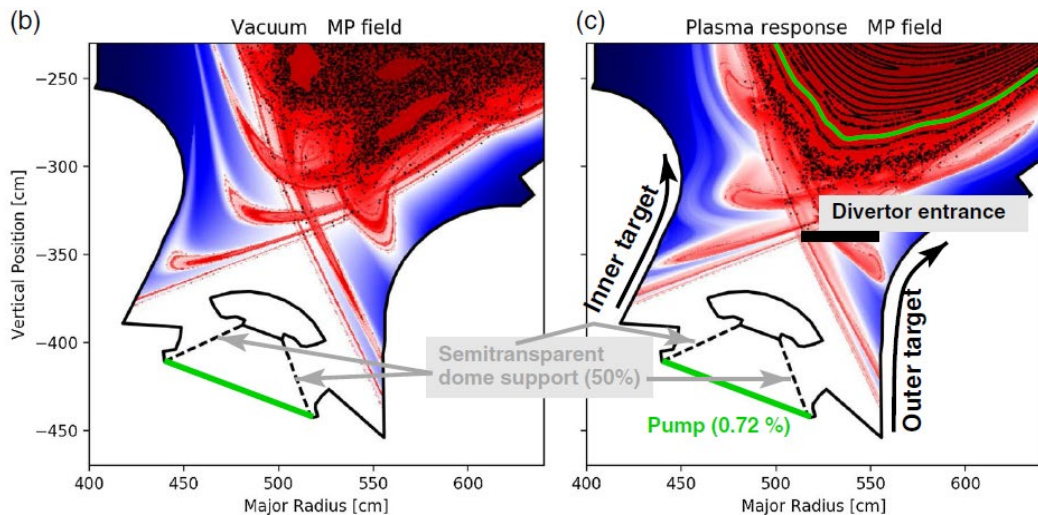 (b)
Vacuum MP field
−250
−300
−350
−400
−450
Vertical Position [cm]
400
450
500
550
600
Major Radius [cm]
(c)
Plasma response MP field
Divertor entrance
Inner target
Outer target
Semitransparent
dome support (50%)
Pump (0.72 %)
400
450
500
550
600
Major Radius [cm]